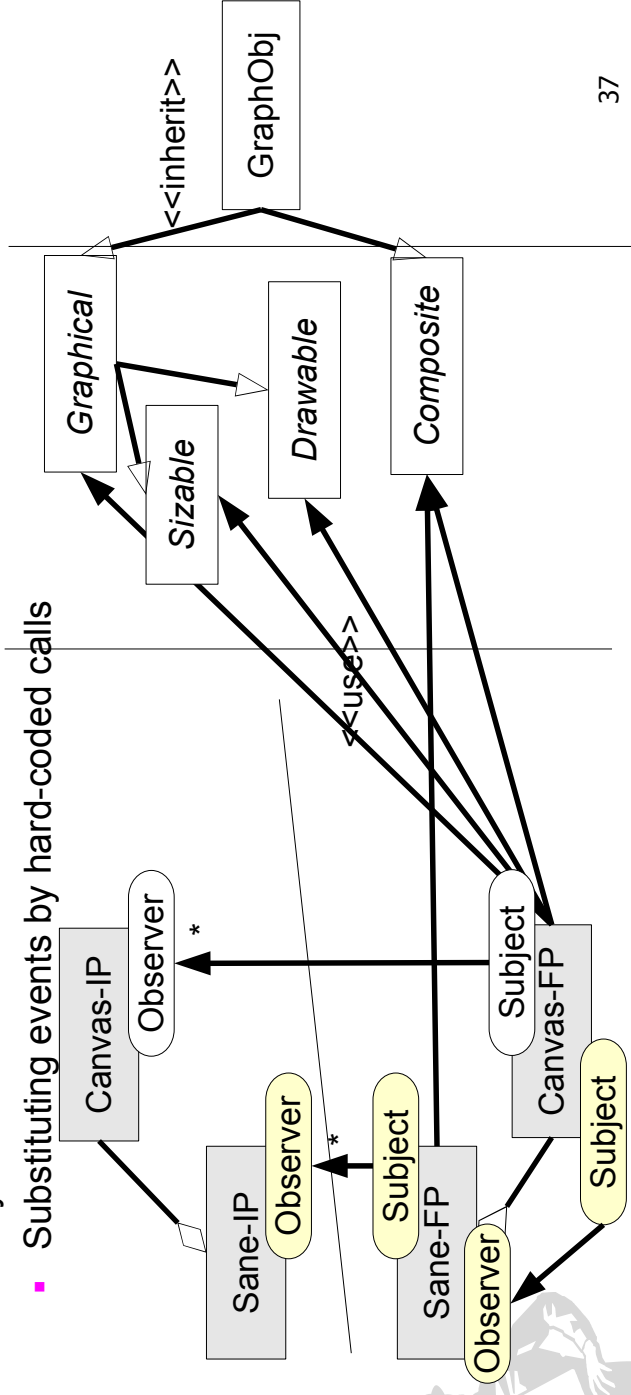 ▪ Substituting events by hard-coded calls
Canvas-IP
Observer
*
Sane-IP
Observer
*
Subject
Sane-FP
Observer
Subject
Canvas-FP
Subject
<<use>>
Graphical
Sizable
Drawable
Composite
<<inherit>>
GraphObj
37